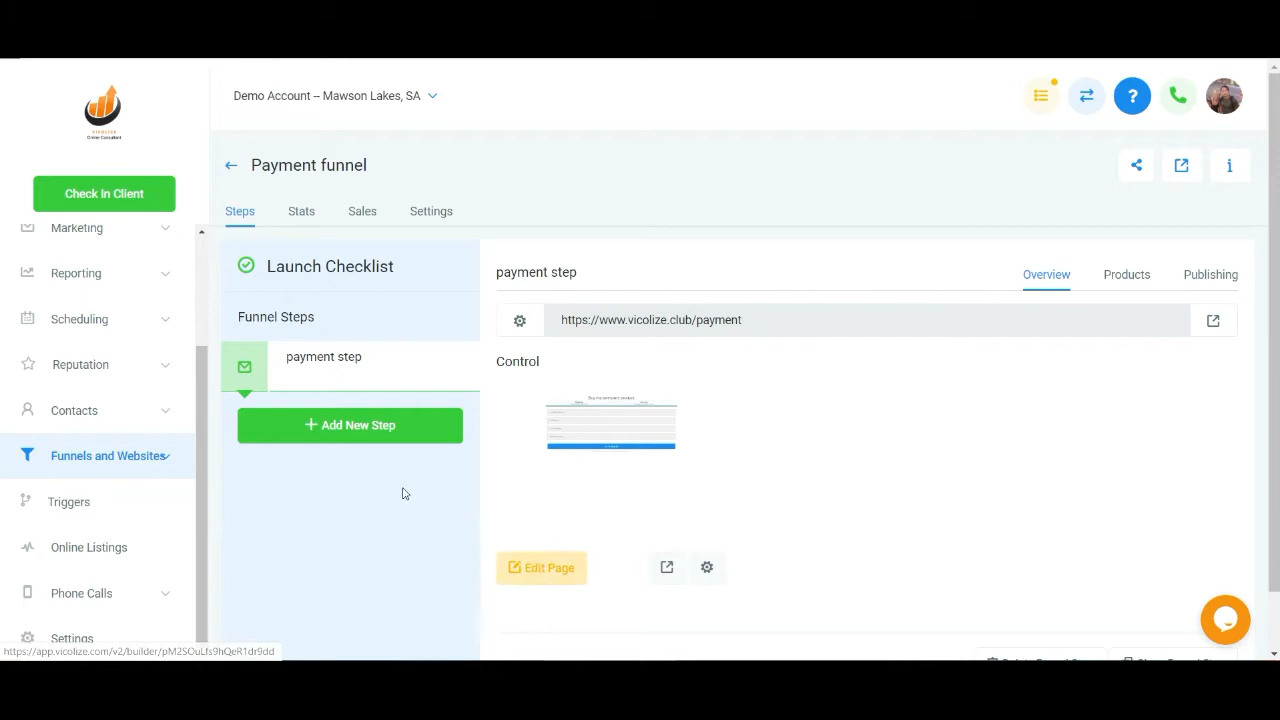 VICOLIZE
Online Consultant
Demo Account -- Mawson Lakes, SA
?
Check In Client
Marketing
Reporting
Scheduling
Reputation
Contacts
Funnels and Websites
Triggers
Online Listings
Phone Calls
Settings
Payment funnel
i
Steps
Stats
Sales
Settings
Launch Checklist
Funnel Steps
payment step
+ Add New Step
payment step
Overview
Products
Publishing
https://www.vicolize.club/payment
Control
Edit Page
https://app.vicolize.com/v2/builder/pM2SOuLfs9hQeR1dr9dd